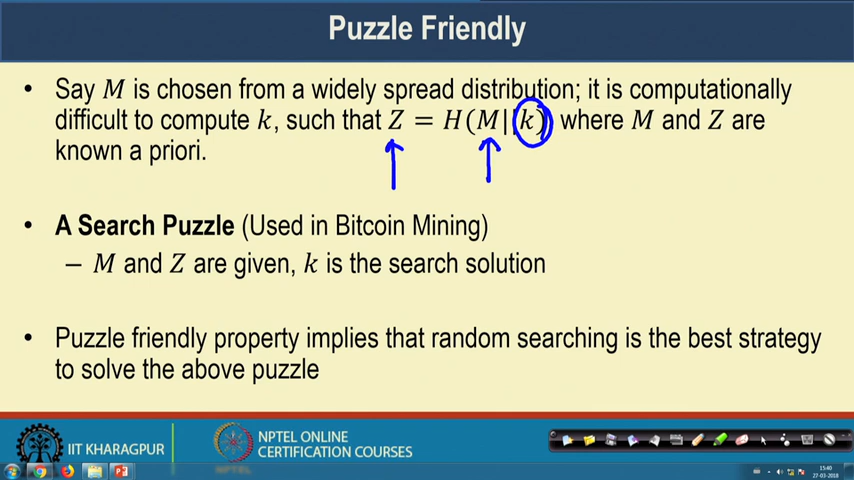 Puzzle Friendly
• Say M is chosen from a widely spread distribution; it is computationally
difficult to compute k, such that Z = H(M||k), where M and Z are
known a priori.
• A Search Puzzle (Used in Bitcoin Mining)
– M and Z are given, k is the search solution
• Puzzle friendly property implies that random searching is the best strategy
to solve the above puzzle
IIT KHARAGPUR
NPTEL ONLINE
CERTIFICATION COURSES
NPTEL
15:40
27-03-2018